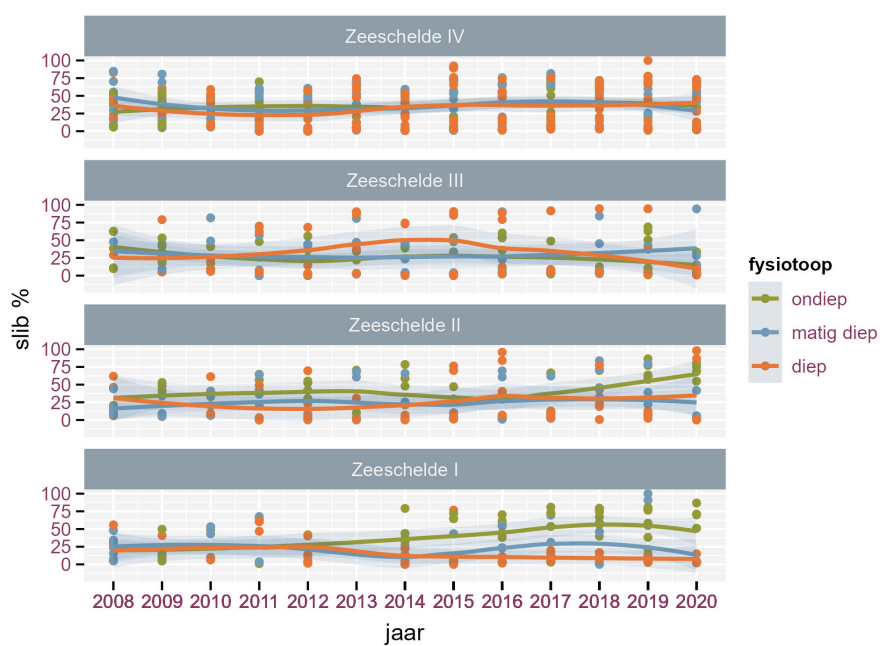 Zeeschelde IV
100
75
50
25
0
Zeeschelde III
100
75
50
25
0
Zeeschelde II
100
75
50
25
0
Zeeschelde I
100
75
50
25
0
2008 2009 2010 2011 2012 2013 2014 2015 2016 2017 2018 2019 2020
jaar
slib %
fysiotoop
ondiep
matig diep
diep